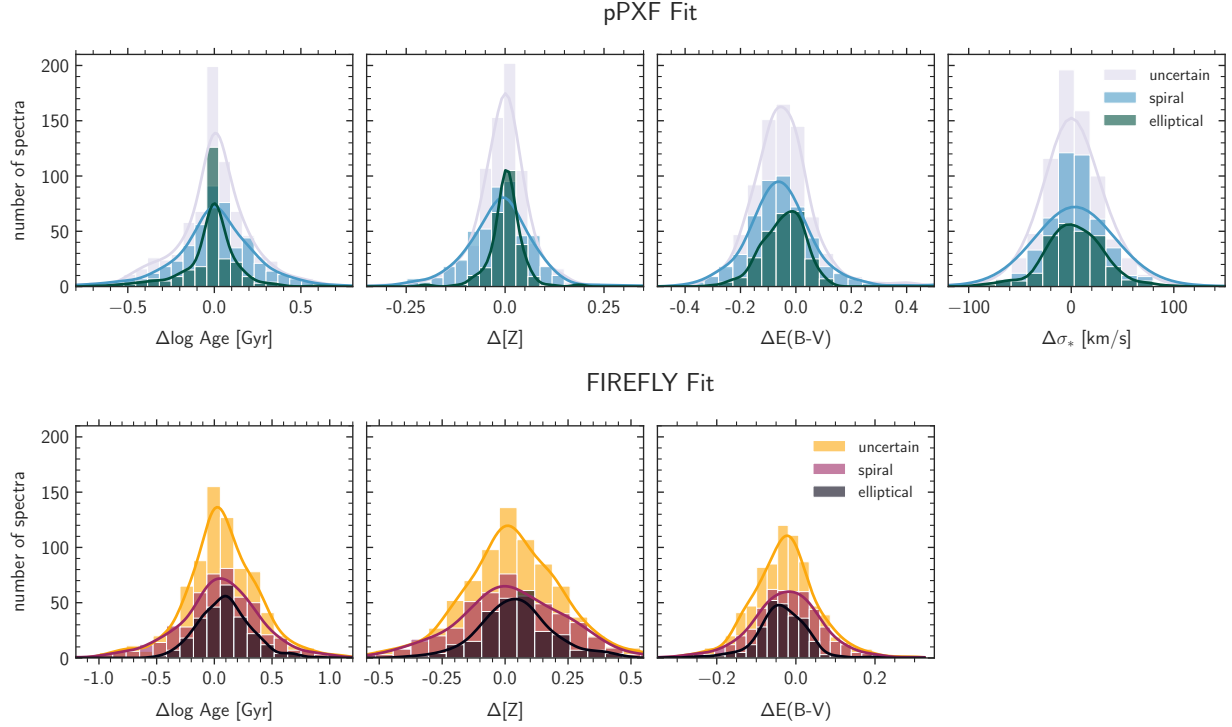 pPXF Fit
number of spectra
200
150
100
50
0
uncertain
spiral
elliptical
−0.5 0.0 0.5
-0.25 0.0 0.25
-0.4 -0.2 0.0 0.2 0.4
−100 0 100
Δlog Age [Gyr]
Δ[Z]
ΔE(B-V)
Δσ* [km/s]
FIREFLY Fit
number of spectra
200
150
100
50
0
uncertain
spiral
elliptical
-1.0 -0.5 0.0 0.5 1.0
-0.5 -0.25 0.0 0.25 0.5
−0.2 0.0 0.2
Δlog Age [Gyr]
Δ[Z]
ΔE(B-V)